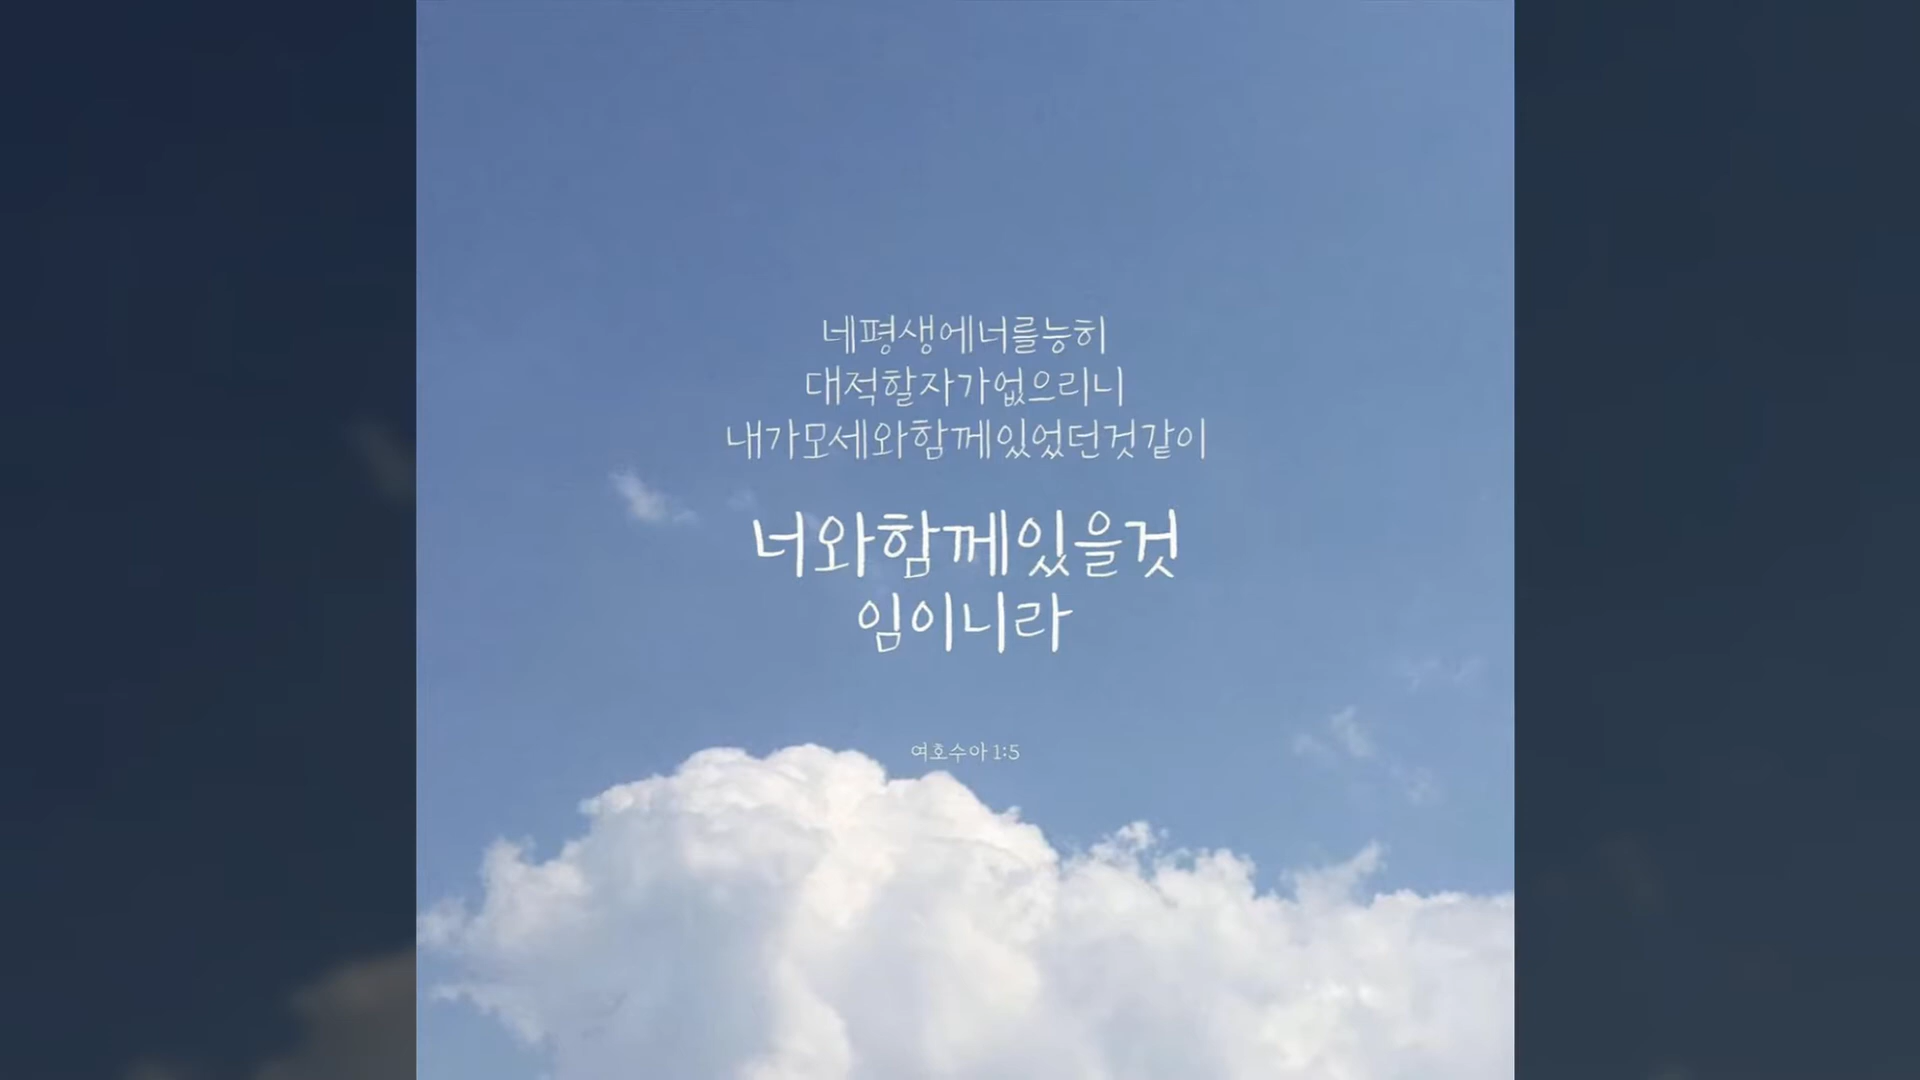 네평생에너를능히
대적할자가없으리니
내가모세와함께있었던것같이
너와함께있을것
임이니라
여호수아 1:5